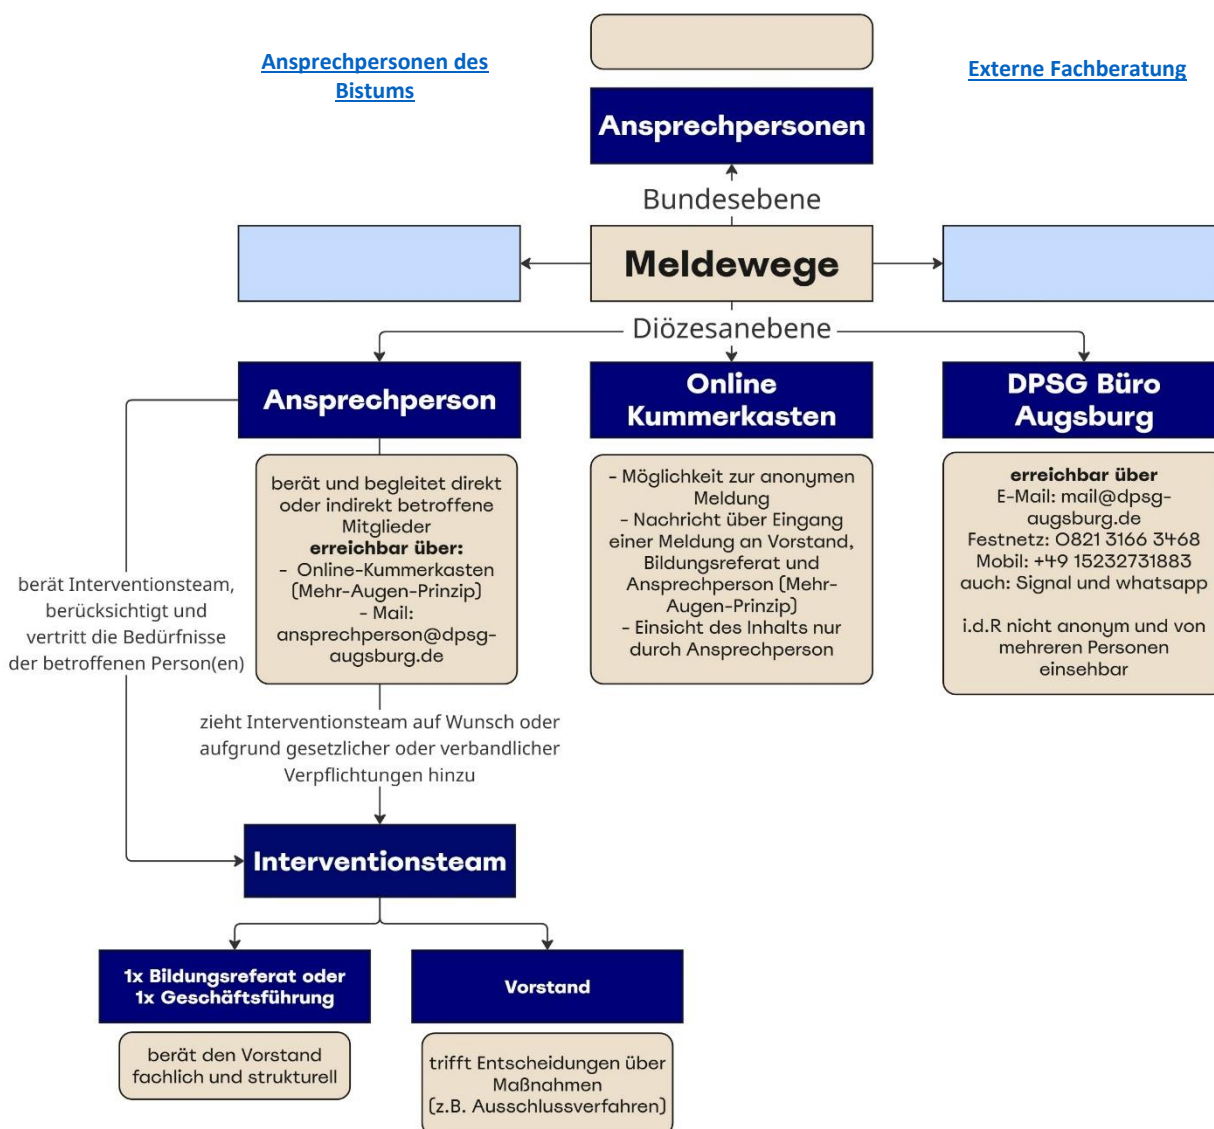 Ansprechpersonen des
Bistums
Externe Fachberatung
Ansprechpersonen
Bundesebene
Meldewege
Diözesanebene
Ansprechperson
berät und begleitet direkt
oder indirekt betroffene
Mitglieder
erreichbar über:
- Online-Kummerkasten
(Mehr-Augen-Prinzip)
- Mail:
ansprechperson@dpsg-
augsburg.de
Online
Kummerkasten
- Möglichkeit zur anonymen
Meldung
- Nachricht über Eingang
einer Meldung an Vorstand,
Bildungsreferat und
Ansprechperson (Mehr-
Augen-Prinzip)
- Einsicht des Inhalts nur
durch Ansprechperson
DPSG Büro
Augsburg
erreichbar über
E-Mail: mail@dpsg-
augsburg.de
Festnetz: 0821 3166 3468
Mobil: +49 15232731883
auch: Signal und whatsapp
i.d.R nicht anonym und von
mehreren Personen
einsehbar
berät Interventionsteam,
berücksichtigt und
vertritt die Bedürfnisse
der betroffenen Person(en)
zieht Interventionsteam auf Wunsch oder
aufgrund gesetzlicher oder verbandlicher
Verpflichtungen hinzu
Interventionsteam
1x Bildungsreferat oder
1x Geschäftsführung
berät den Vorstand
fachlich und strukturell
Vorstand
trifft Entscheidungen über
Maßnahmen
(z.B. Ausschlussverfahren)